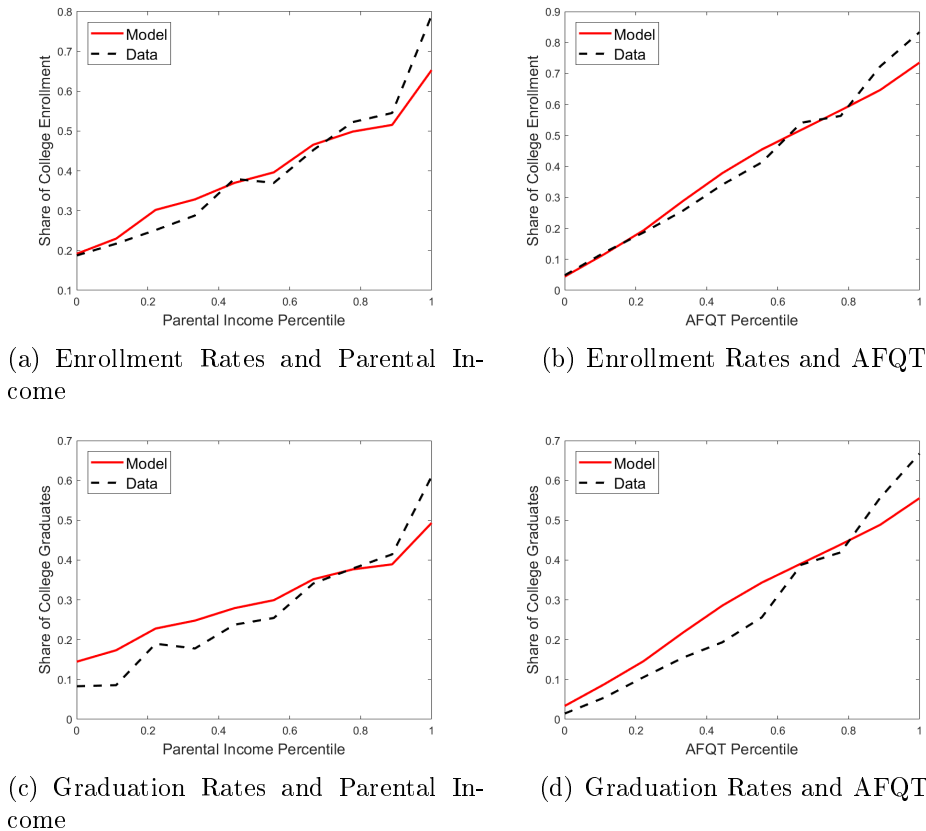 0.8
0.7
0.6
0.5
0.4
0.3
0.2
0.1
Share of College Enrollment
Model
Data
0 0.2 0.4 0.6 0.8 1
Parental Income Percentile
(a) Enrollment Rates and Parental In-
come
0.9
0.8
0.7
0.6
0.5
0.4
0.3
0.2
0.1
0
Share of College Enrollment
Model
Data
0 0.2 0.4 0.6 0.8 1
AFQT Percentile
(b) Enrollment Rates and AFQT
0.7
0.6
0.5
0.4
0.3
0.2
0.1
0
Share of College Graduates
Model
Data
0 0.2 0.4 0.6 0.8 1
Parental Income Percentile
(c) Graduation Rates and Parental In-
come
0.7
0.6
0.5
0.4
0.3
0.2
0.1
0
Share of College Graduates
Model
Data
0 0.2 0.4 0.6 0.8 1
AFQT Percentile
(d) Graduation Rates and AFQT